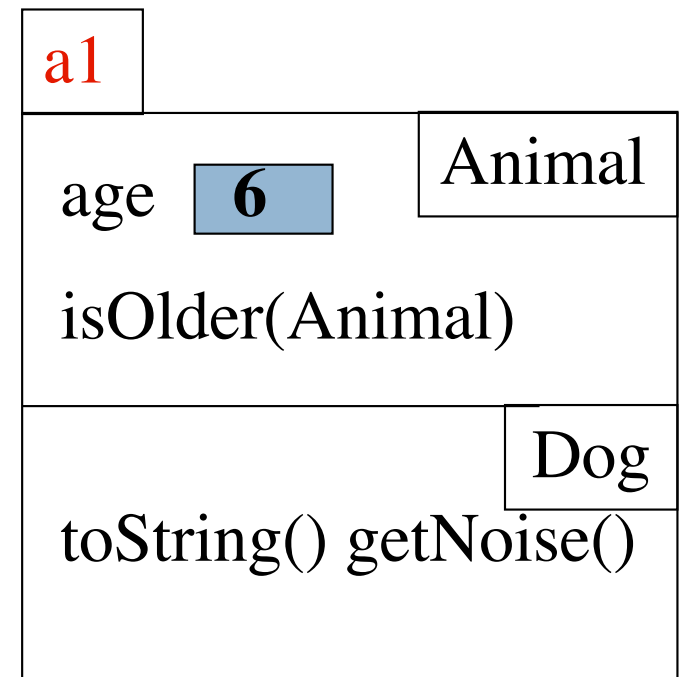 a1
Animal
age 6
isOlder(Animal)
Dog
toString() getNoise()